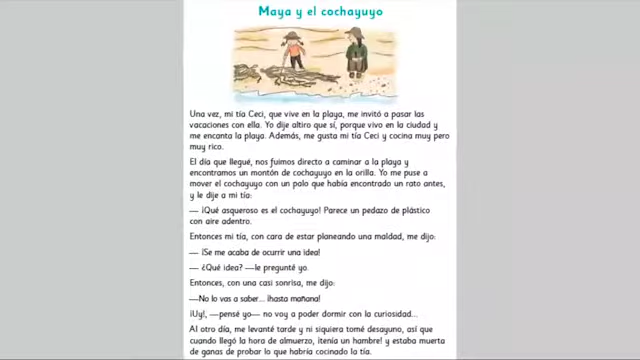 Maya y el cochayuyo
Una vez, mi tía Ceci, que vive en la playa, me invitó a pasar las
vacaciones con ella. Yo dije altiro que sí, porque vivo en la ciudad y
me encanta la playa. Además, me gusta mi tía Ceci y cocina muy pero
muy rico.
El día que llegué, nos fuimos directo a caminar a la playa y
encontramos un montón de cochayuyo en la orilla. Yo me puse a
mover el cochayuyo con un palo que había encontrado un rato antes,
y le dije a mi tía:
— ¡Qué asqueroso es el cochayuyo! Parece un pedazo de plástico
con aire adentro.
Entonces mi tía, con cara de estar planeando una maldad, me dijo:
— ¡Se me acaba de ocurrir una idea!
— ¿Qué idea? —le pregunté yo.
Entonces, con una casi sonrisa, me dijo:
—No lo vas a saber... ¡hasta mañana!
¡Uy!, —pensé yo— no voy a poder dormir con la curiosidad...
Al otro día, me levanté tarde y ni siquiera tomé desayuno, así que
cuando llegó la hora de almuerzo, ¡tenía un hambre! y estaba muerta
de ganas de probar lo que habría cocinado la tía.